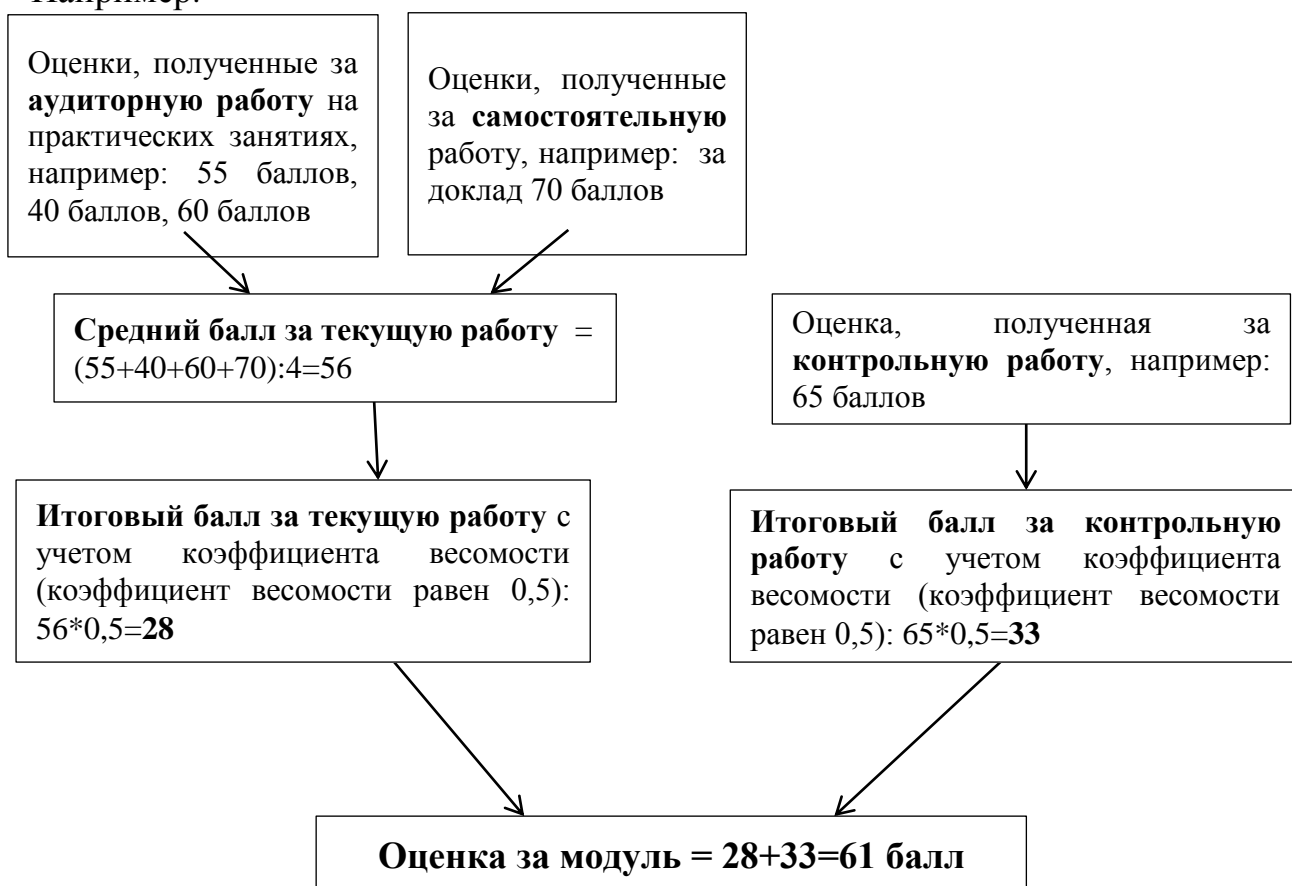 Например:
Оценки, полученные за
аудиторную работу на
практических занятиях,
например: 55 баллов,
40 баллов, 60 баллов
Оценки, полученные
за самостоятельную
работу, например: за
доклад 70 баллов
Средний балл за текущую работу =
(55+40+60+70):4=56
Оценка, полученная за
контрольную работу, например:
65 баллов
Итоговый балл за текущую работу с
учетом коэффициента весомости
(коэффициент весомости равен 0,5):
56*0,5=28
Итоговый балл за контрольную
работу с учетом коэффициента
весомости (коэффициент весомости
равен 0,5): 65*0,5=33
Оценка за модуль = 28+33=61 балл